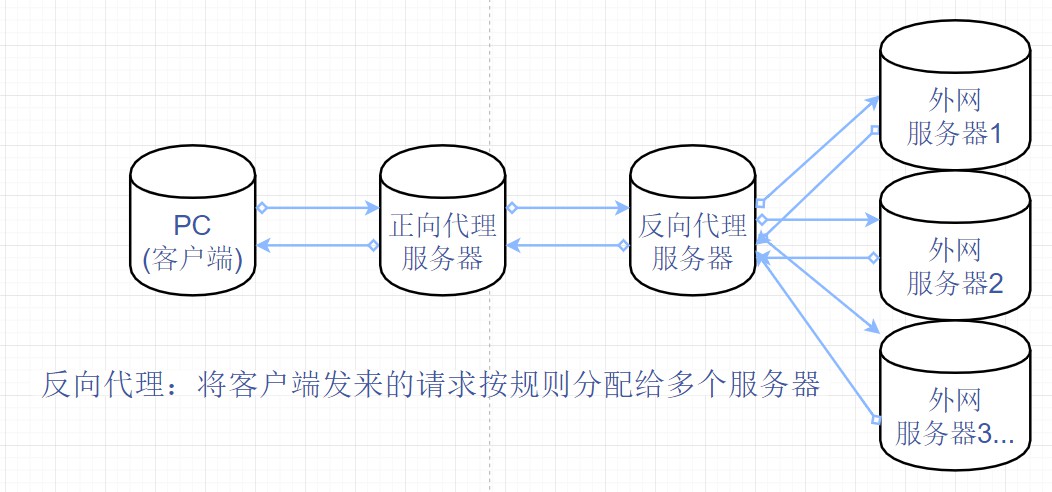 PC
(客户端)
正向代理
服务器
反向代理
服务器
外网
服务器1
外网
服务器2
外网
服务器3...
反向代理：将客户端发来的请求按规则分配给多个服务器